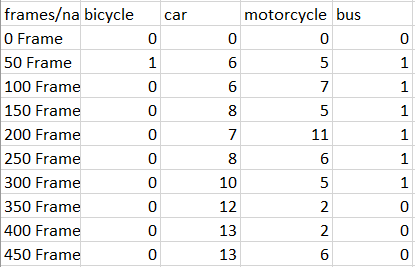 frames/na bicycle car motorcycle bus
0 Frame 0 0 0 0
50 Frame 1 6 5 1
100 Frame 0 6 7 1
150 Frame 0 8 5 1
200 Frame 0 7 11 1
250 Frame 0 8 6 1
300 Frame 0 10 5 1
350 Frame 0 12 2 0
400 Frame 0 13 2 0
450 Frame 0 13 6 0